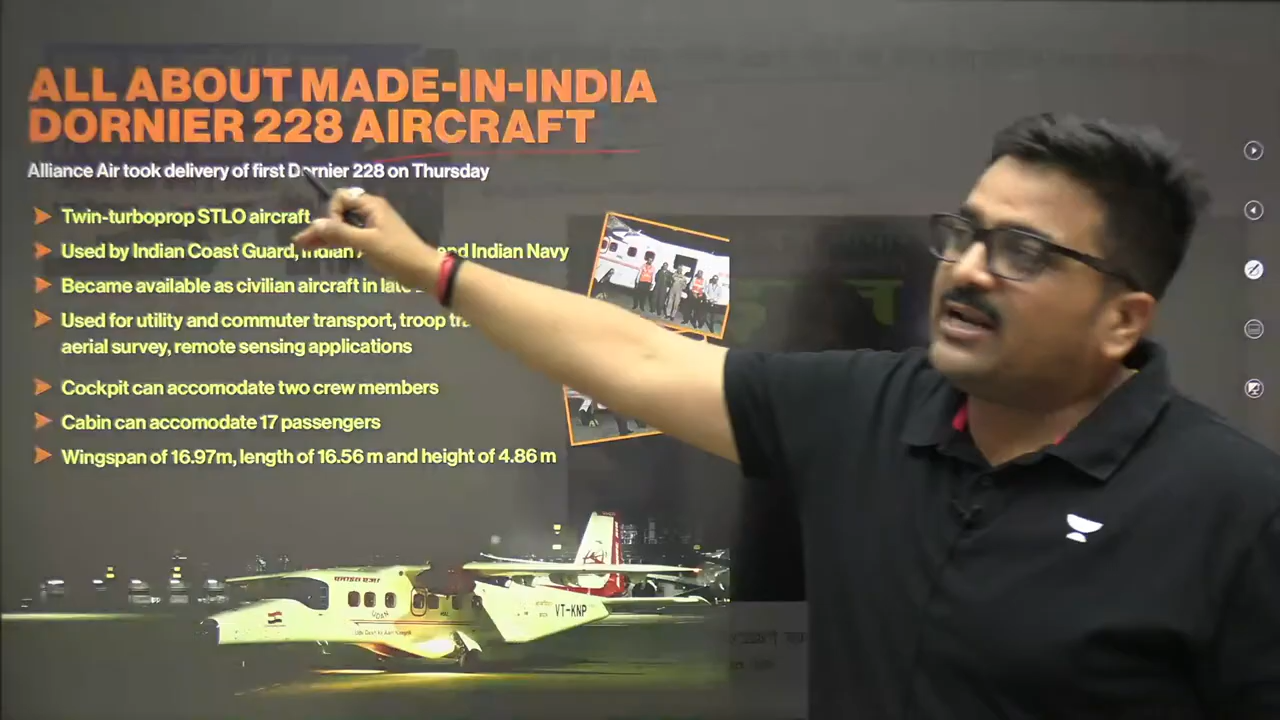 ALL ABOUT MADE-IN-INDIA
DORNIER 228 AIRCRAFT
Alliance Air took delivery of first Dornier 228 on Thursday
Twin-turboprop STLO aircraft
Used by Indian Coast Guard, Indian and Indian Navy
Became available as civilian aircraft in late
Used for utility and commuter transport, troop
aerial survey, remote sensing applications
Cockpit can accomodate two crew members
Cabin can accomodate 17 passengers
Wingspan of 16.97m, length of 16.56 m and height of 4.86 m
VT-KNP